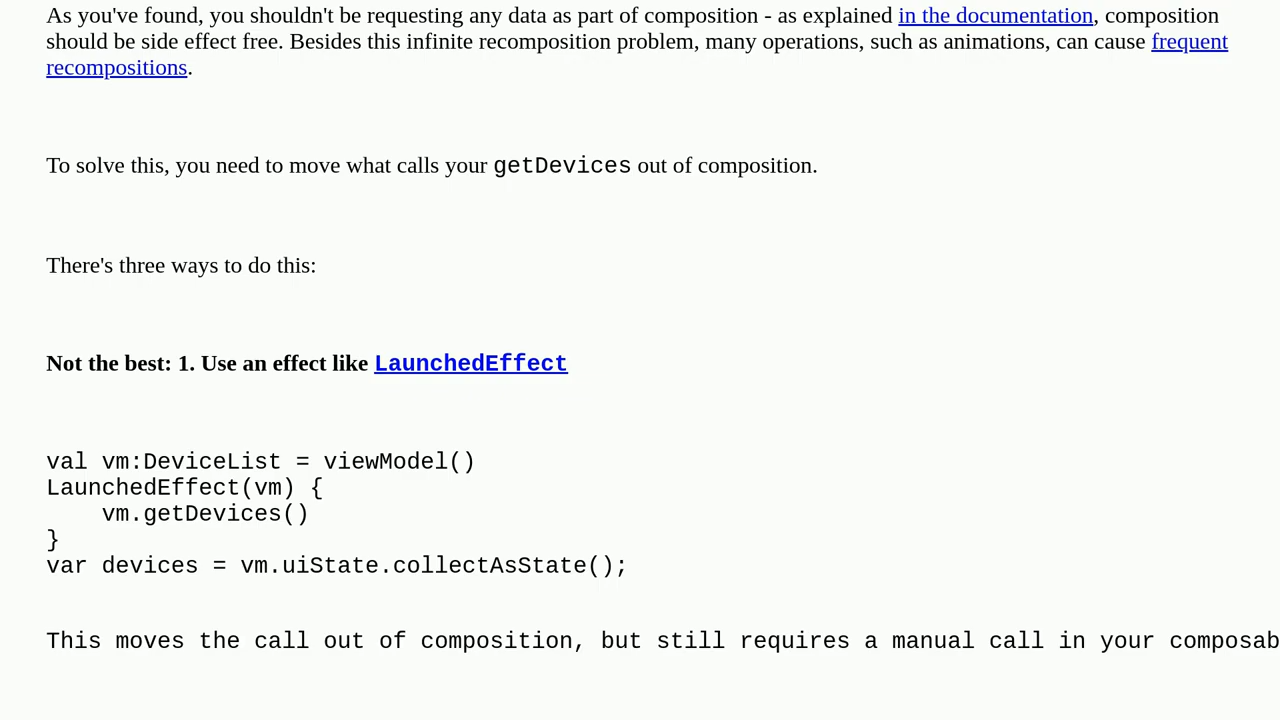 As you've found, you shouldn't be requesting any data as part of composition - as explained in the documentation, composition
should be side effect free. Besides this infinite recomposition problem, many operations, such as animations, can cause frequent
recompositions.
To solve this, you need to move what calls your getDevices out of composition.
There's three ways to do this:
Not the best: 1. Use an effect like LaunchedEffect
val vm:DeviceList = viewModel()
LaunchedEffect(vm) {
    vm.getDevices()
}
var devices = vm.uiState.collectAsState();
This moves the call out of composition, but still requires a manual call in your composab